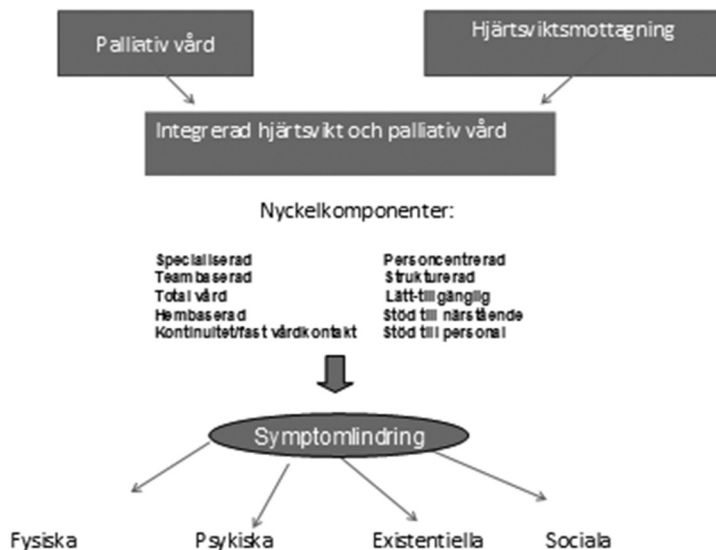 Palliativ vård
Hjärtsviktsmottagning
Integrerad hjärtsvikt och palliativ vård
Nyckelkomponenter:
Specialiserad
Teambaserad
Total vård
Hembaserad
Kontinuitet/fast vårdkontakt
Personcentrerad
Strukturerad
Lätt-tillgänglig
Stöd till närstående
Stöd till personal
Symptomlindring
Fysiska
Psykiska
Existentiella
Sociala